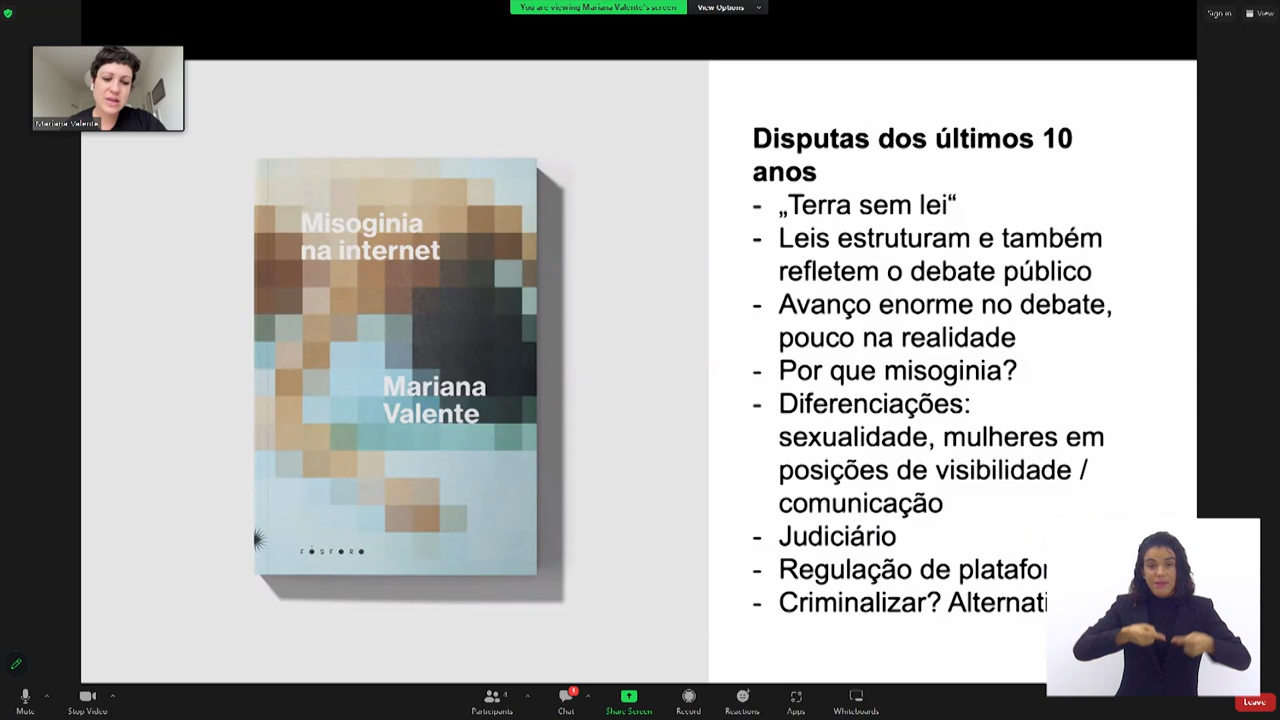 You are viewing Mariana Valente's screen
View Options
Sign in
View
Mariana Valente
Misoginia
na internet
Mariana
Valente
FÓSFORO
Disputas dos últimos 10
anos
- „Terra sem lei“
- Leis estruturam e também
refletem o debate público
- Avanço enorme no debate,
pouco na realidade
- Por que misoginia?
- Diferenciações:
sexualidade, mulheres em
posições de visibilidade /
comunicação
- Judiciário
- Regulação de platafor
- Criminalizar? Alternati
Mute
Stop Video
4
Participants
1
Chat
Share Screen
Record
Reactions
Apps
Whiteboards
Leave